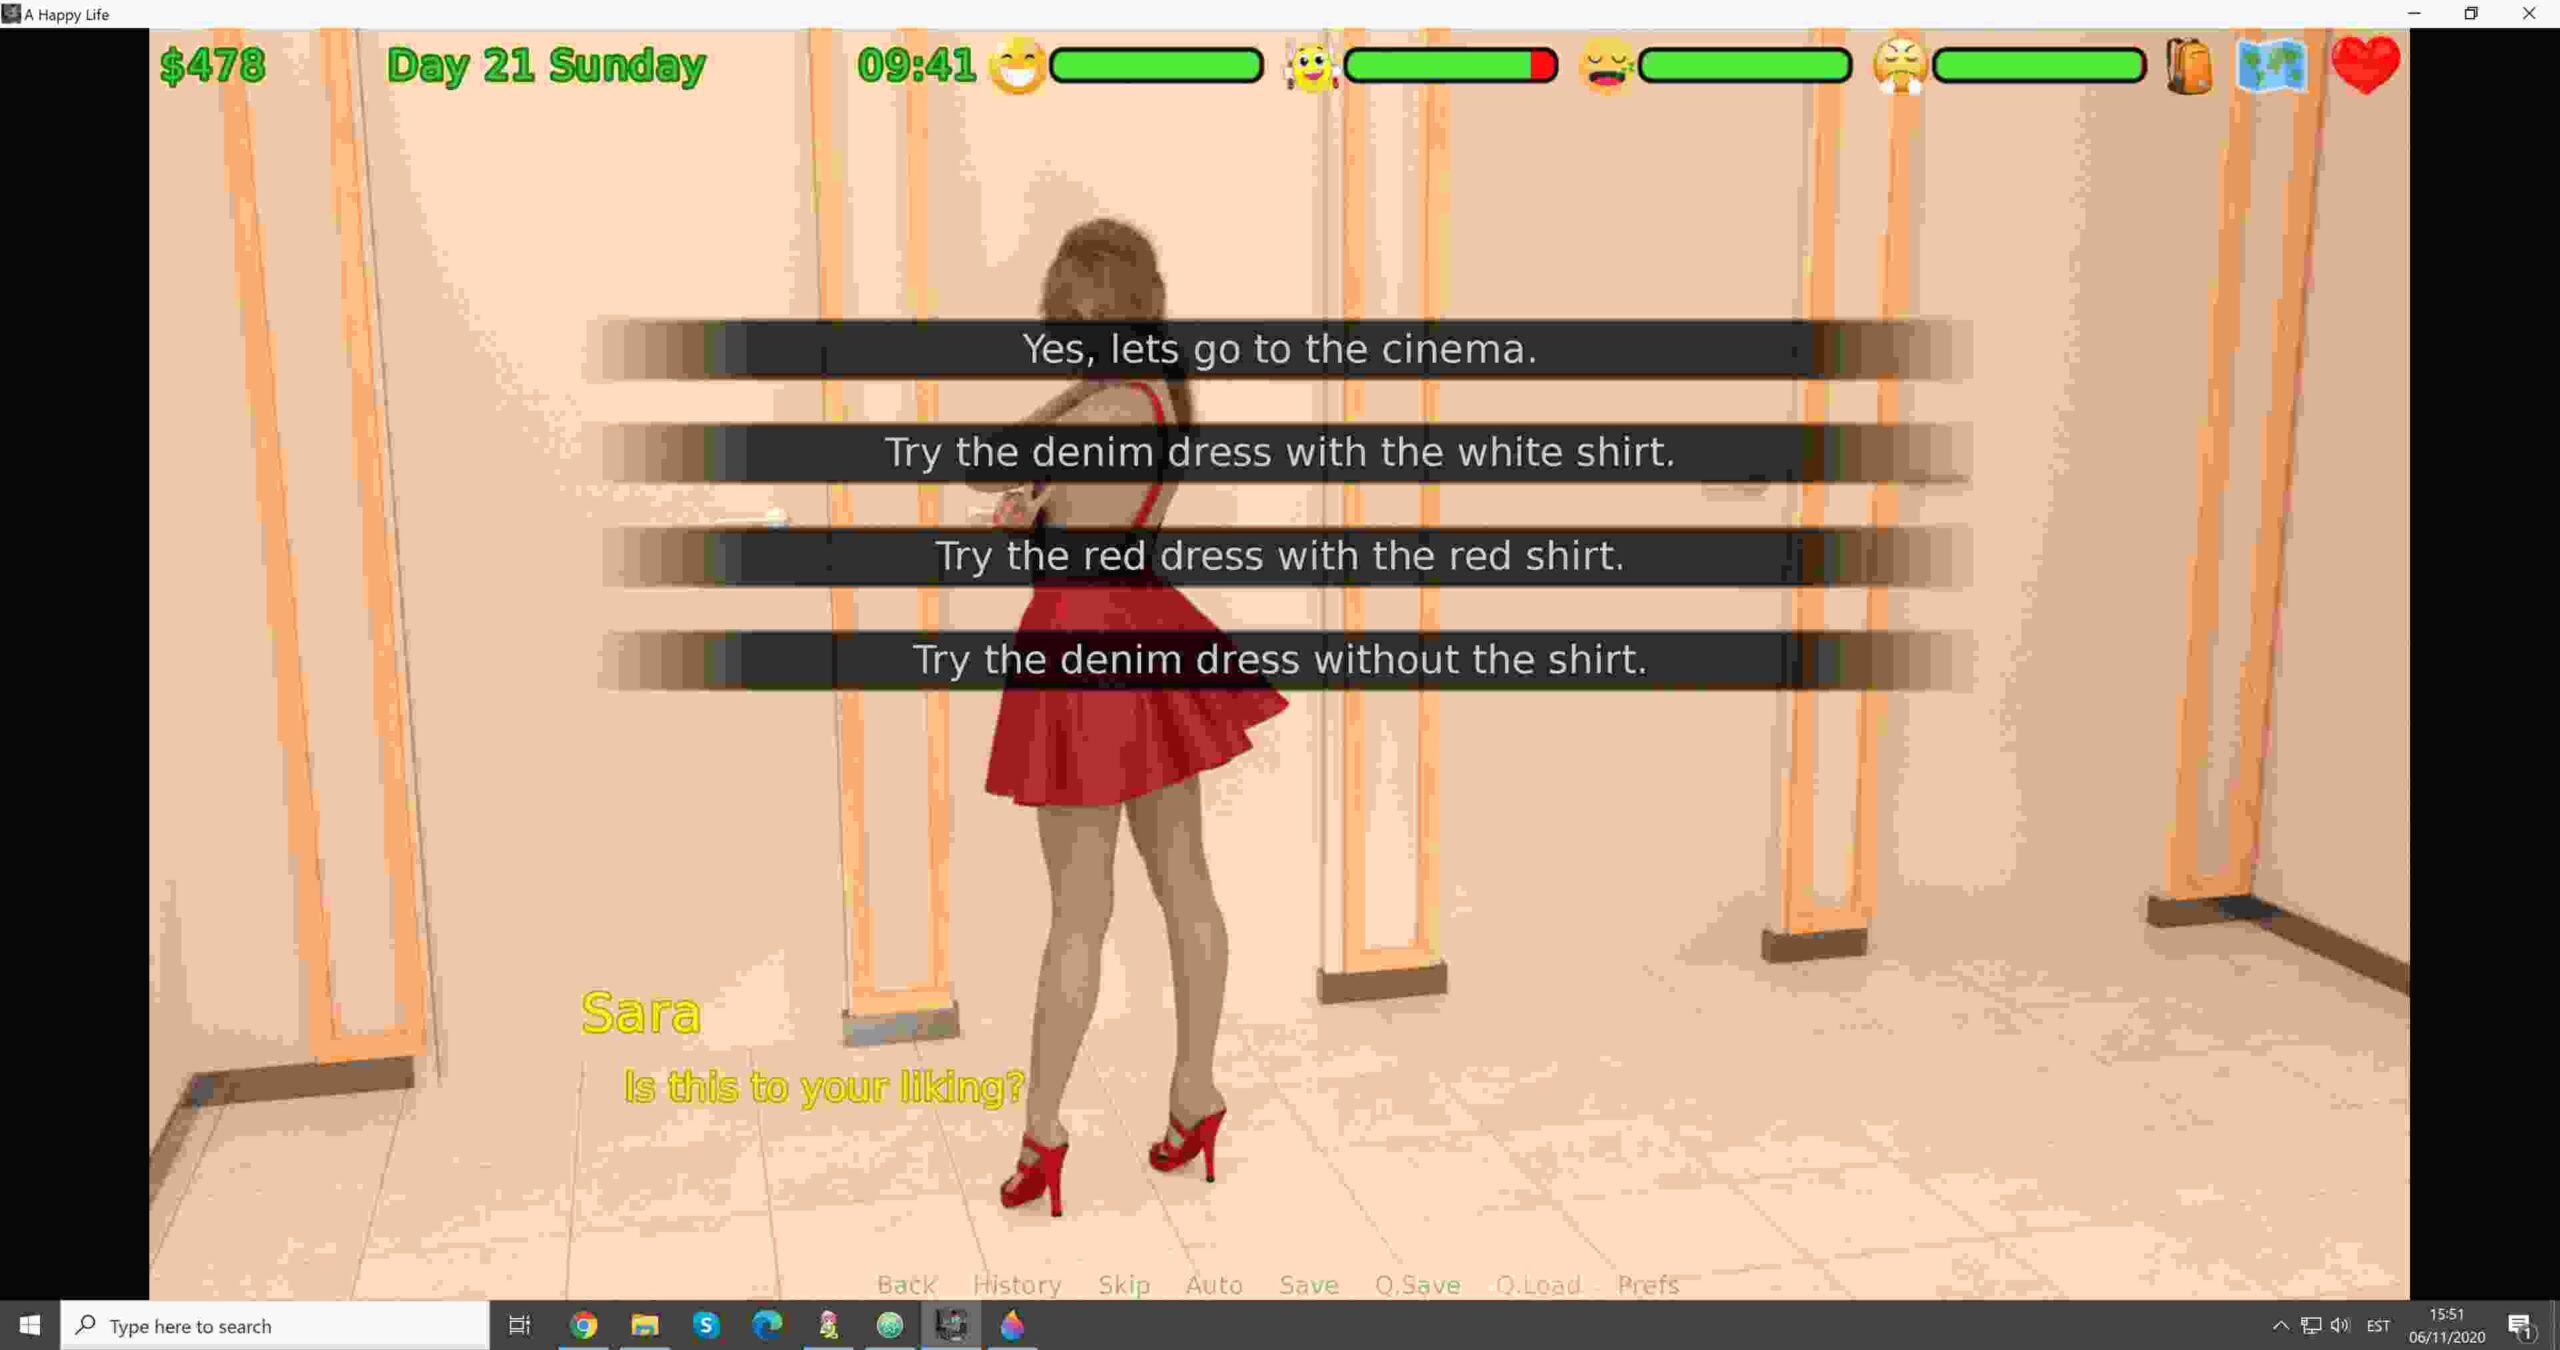 A Happy Life
$478 Day 21 Sunday 09:41
Yes, lets go to the cinema.
Try the denim dress with the white shirt.
Try the red dress with the red shirt.
Try the denim dress without the shirt.
Sara
Is this to your liking?
Back History Skip Auto Save Q.Save Q.Load Prefs
Type here to search
S
EST
15:51
06/11/2020
1